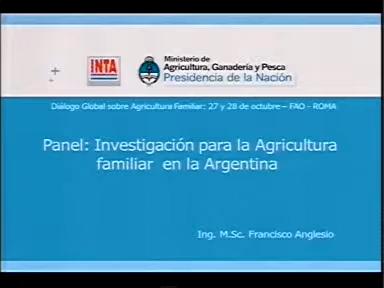 INTA
Ministerio de
Agricultura, Ganadería y Pesca
Presidencia de la Nación
Diálogo Global sobre Agricultura Familiar: 27 y 28 de octubre – FAO - ROMA
Panel: Investigación para la Agricultura
familiar en la Argentina
Ing. M.Sc. Francisco Anglesio